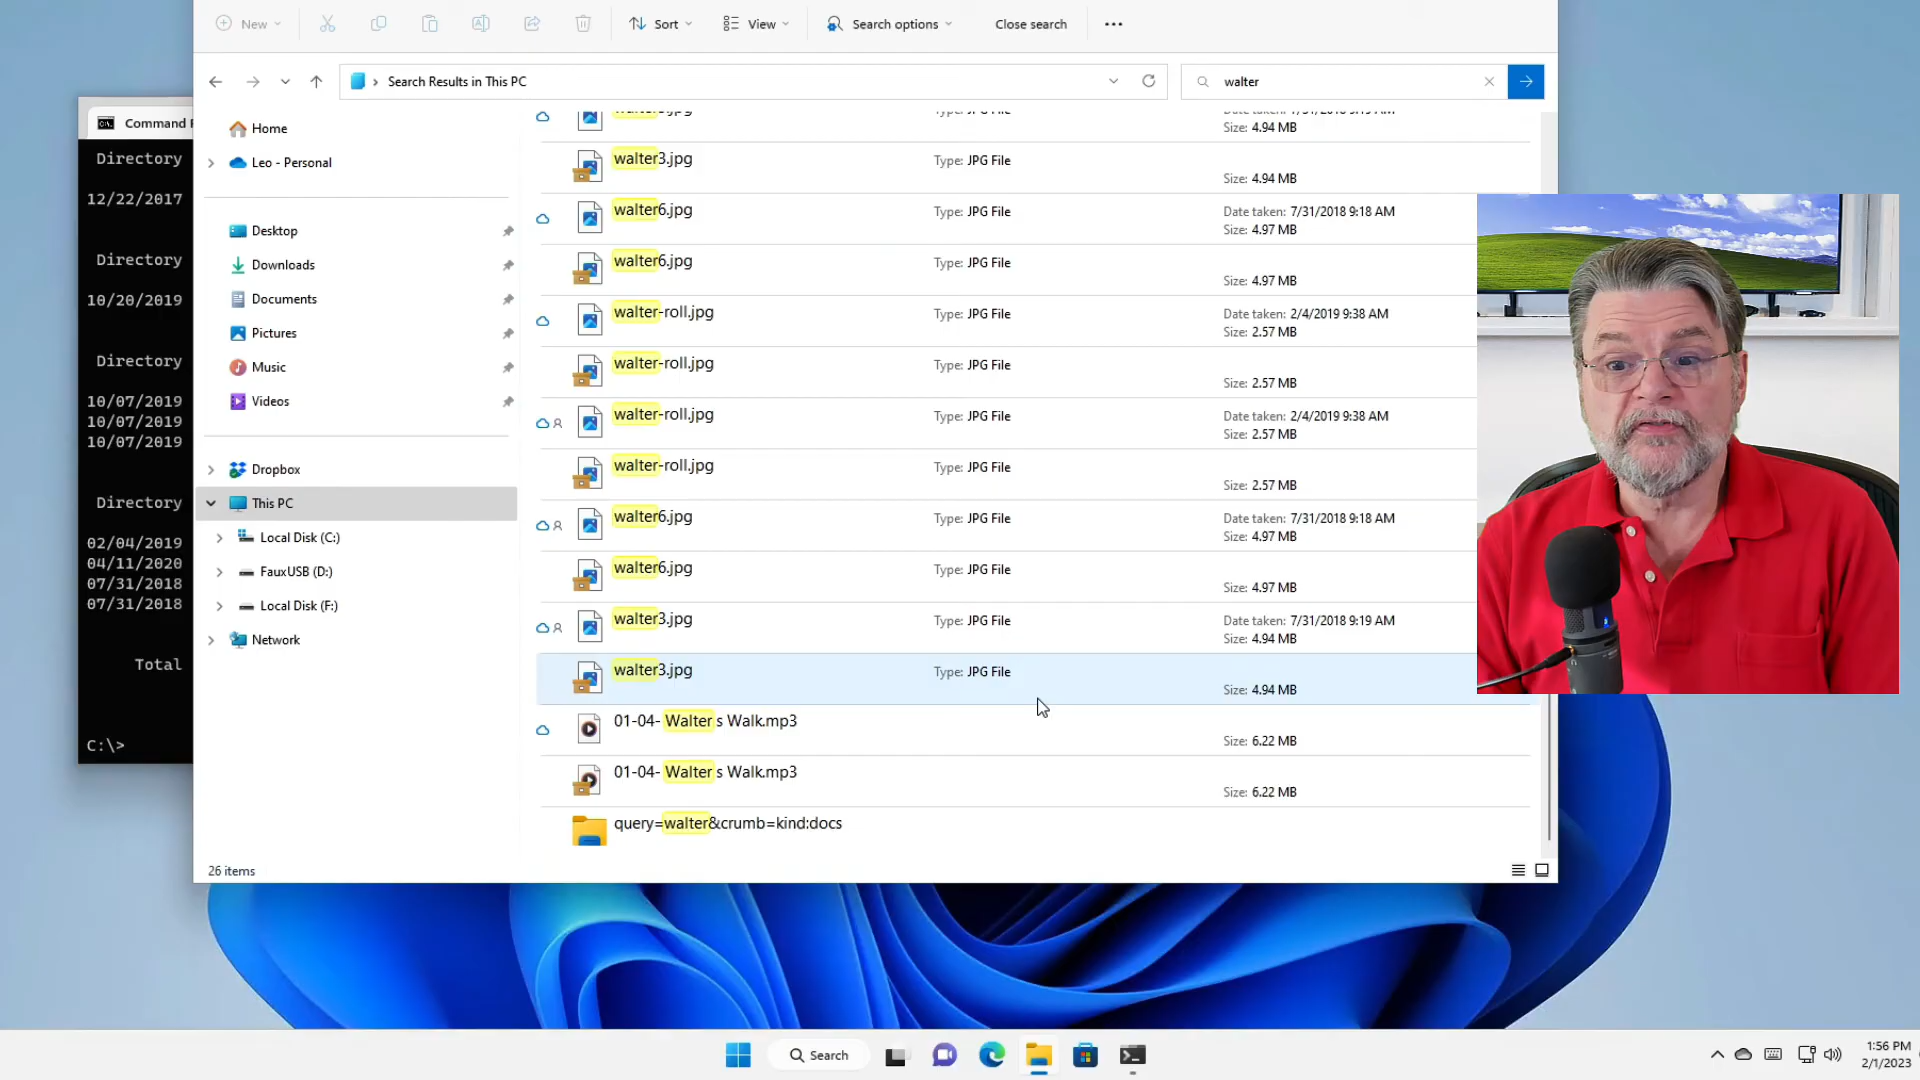 New
Sort
View
Search options
Close search
Search Results in This PC
walter
Command
Directory
12/22/2017
Directory
10/20/2019
Directory
10/07/2019
10/07/2019
10/07/2019
Directory
02/04/2019
04/11/2020
07/31/2018
07/31/2018
Total
C:\>
Home
Leo - Personal
Desktop
Downloads
Documents
Pictures
Music
Videos
Dropbox
This PC
Local Disk (C:)
FauxUSB (D:)
Local Disk (F:)
Network
Size: 4.94 MB
walter3.jpg Type: JPG File
Size: 4.94 MB
walter6.jpg Type: JPG File Date taken: 7/31/2018 9:18 AM
Size: 4.97 MB
walter6.jpg Type: JPG File
Size: 4.97 MB
walter-roll.jpg Type: JPG File Date taken: 2/4/2019 9:38 AM
Size: 2.57 MB
walter-roll.jpg Type: JPG File
Size: 2.57 MB
walter-roll.jpg Type: JPG File Date taken: 2/4/2019 9:38 AM
Size: 2.57 MB
walter-roll.jpg Type: JPG File
Size: 2.57 MB
walter6.jpg Type: JPG File Date taken: 7/31/2018 9:18 AM
Size: 4.97 MB
walter6.jpg Type: JPG File
Size: 4.97 MB
walter3.jpg Type: JPG File Date taken: 7/31/2018 9:19 AM
Size: 4.94 MB
walter3.jpg Type: JPG File
Size: 4.94 MB
01-04- Walter s Walk.mp3
Size: 6.22 MB
01-04- Walter s Walk.mp3
Size: 6.22 MB
query=walter&crumb=kind:docs
26 items
Search
1:56 PM
2/1/2023